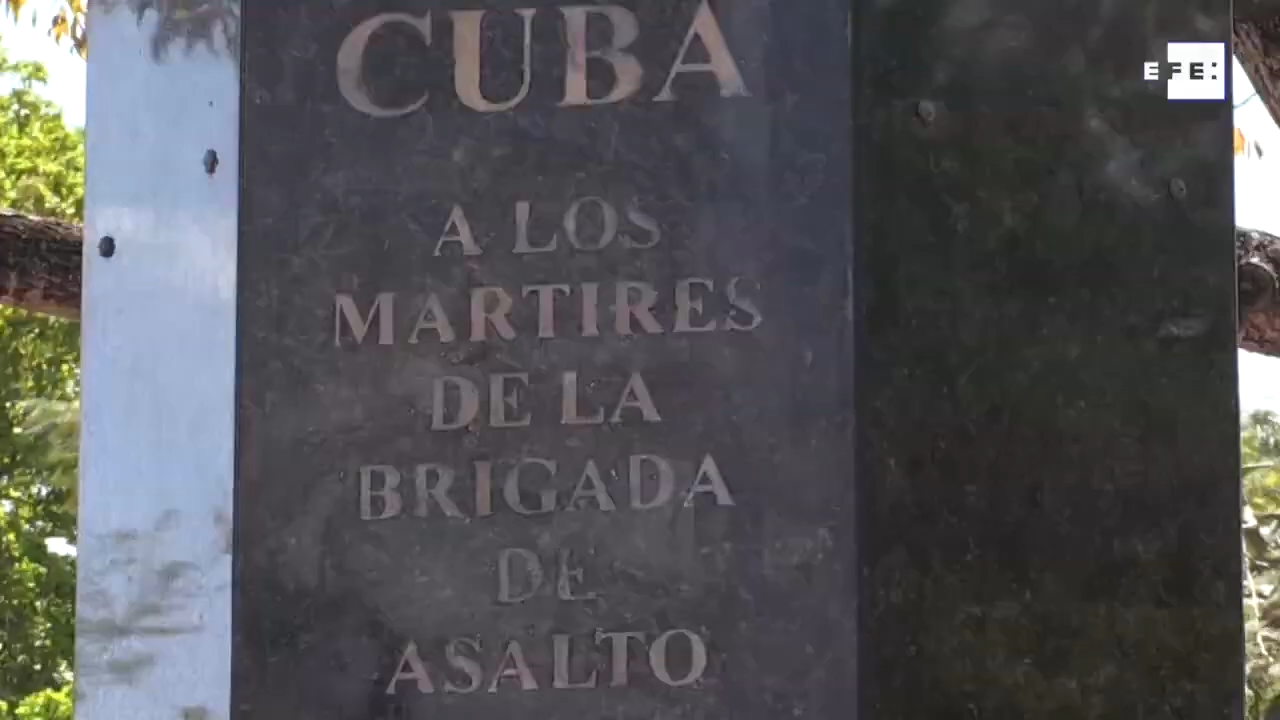 CUBA
EFE:
A LOS
MARTIRES
DE LA
BRIGADA
DE
ASALTO